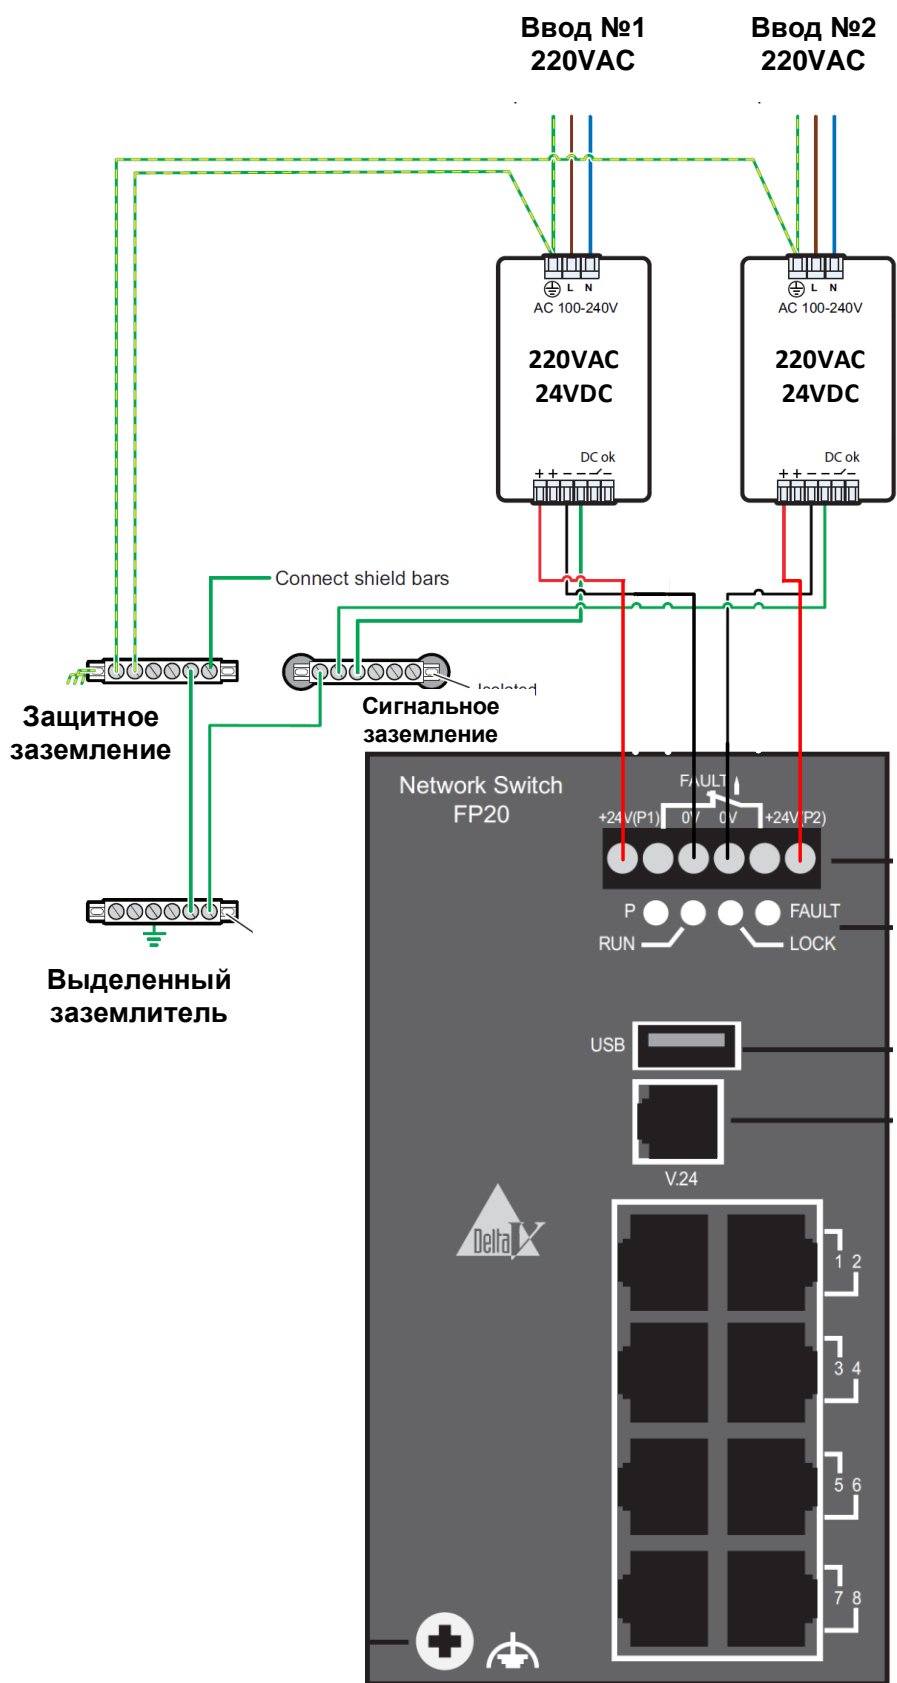 Ввод №1
220VAC
Ввод №2
220VAC
L N
AC 100-240V
220VAC
24VDC
DC ok
+ + – – –
L N
AC 100-240V
220VAC
24VDC
DC ok
+ + – – –
Connect shield bars
Защитное
заземление
Сигнальное
заземление
Выделенный
заземлитель
Network Switch
FP20
FAULT
+24V(P1) 0V 0V +24V(P2)
P FAULT
RUN LOCK
USB
V.24
DeltaV
1 2
3 4
5 6
7 8